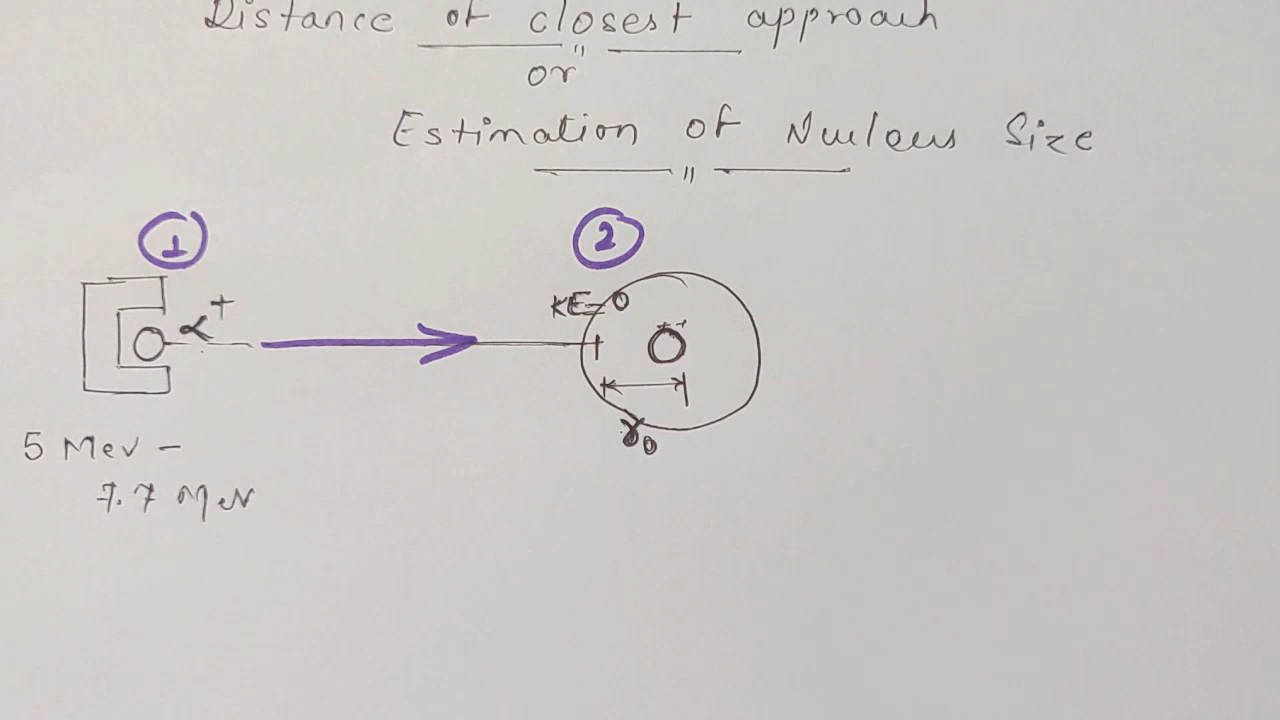 Distance of closest approach
or
Estimation of Nucleus Size
1
2
α+
KE=0
++
r0
5 Mev -
7.7 MeV